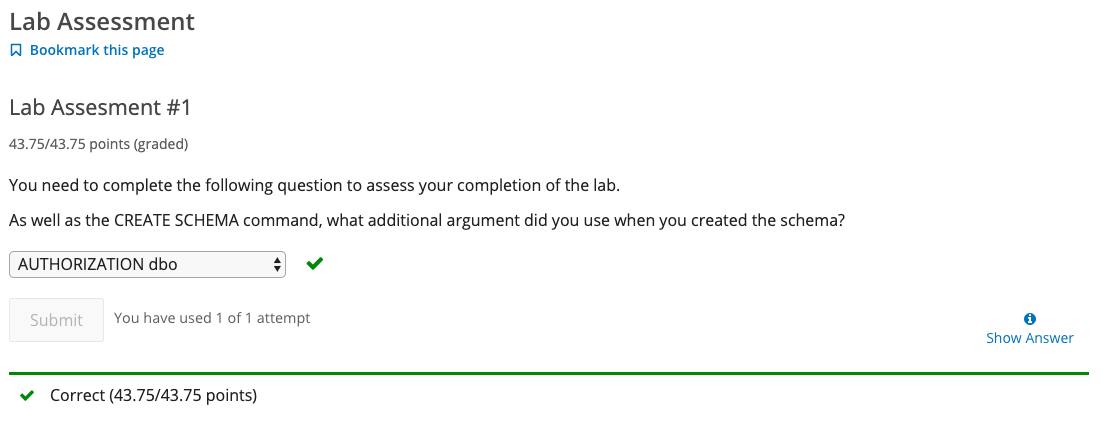 Lab Assessment
Bookmark this page
Lab Assesment #1
43.75/43.75 points (graded)
You need to complete the following question to assess your completion of the lab.
As well as the CREATE SCHEMA command, what additional argument did you use when you created the schema?
AUTHORIZATION dbo
Submit
You have used 1 of 1 attempt
Show Answer
Correct (43.75/43.75 points)